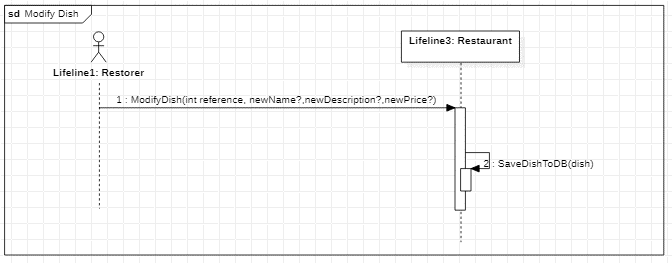 sd Modify Dish
Lifeline1: Restorer
Lifeline3: Restaurant
1 : ModifyDish(int reference, newName?,newDescription?,newPrice?)
2 : SaveDishToDB(dish)